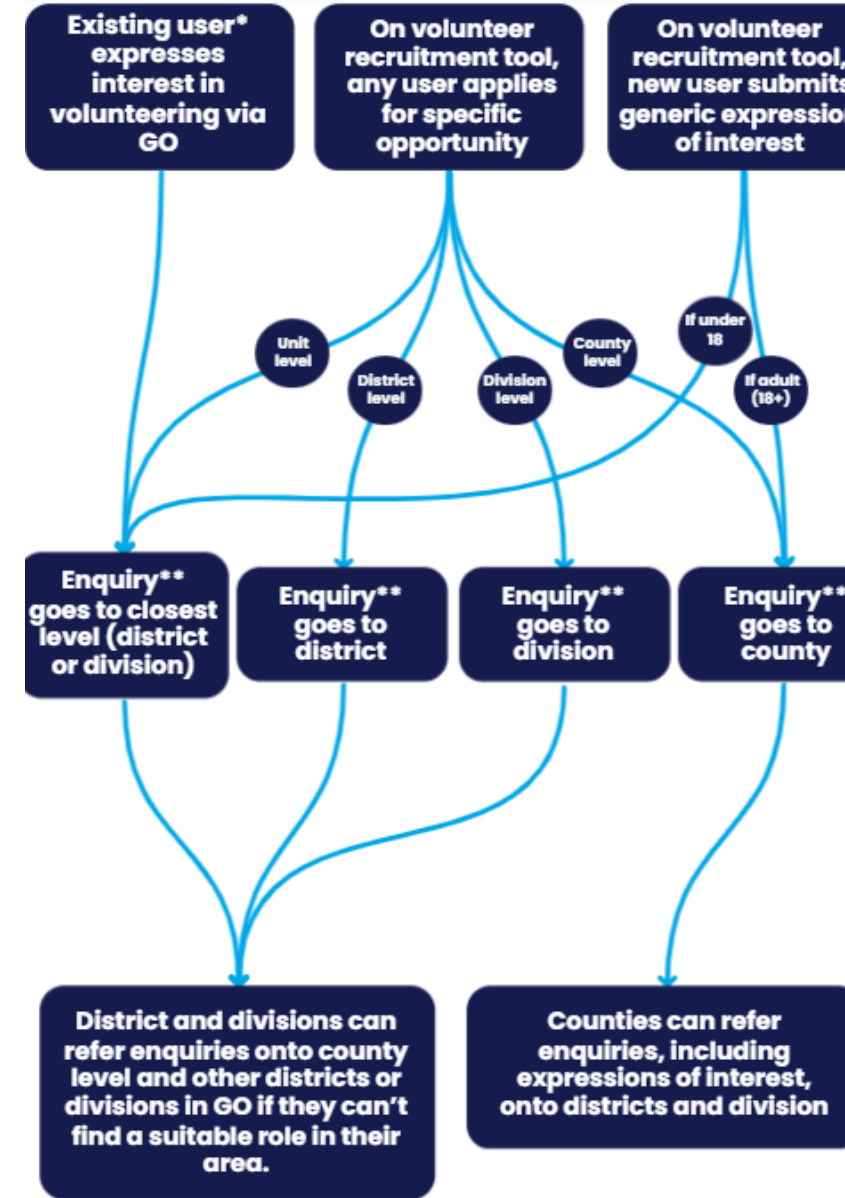 Existing user*
expresses
interest in
volunteering via
GO
On volunteer
recruitment tool,
any user applies
for specific
opportunity
On volunteer
recruitment tool,
new user submits
generic expression
of interest
Unit
level
District
level
Division
level
County
level
If under
18
If adult
(18+)
Enquiry**
goes to closest
level (district
or division)
Enquiry**
goes to
district
Enquiry**
goes to
division
Enquiry**
goes to
county
District and divisions can
refer enquiries onto county
level and other districts or
divisions in GO if they can't
find a suitable role in their
area.
Counties can refer
enquiries, including
expressions of interest,
onto districts and division